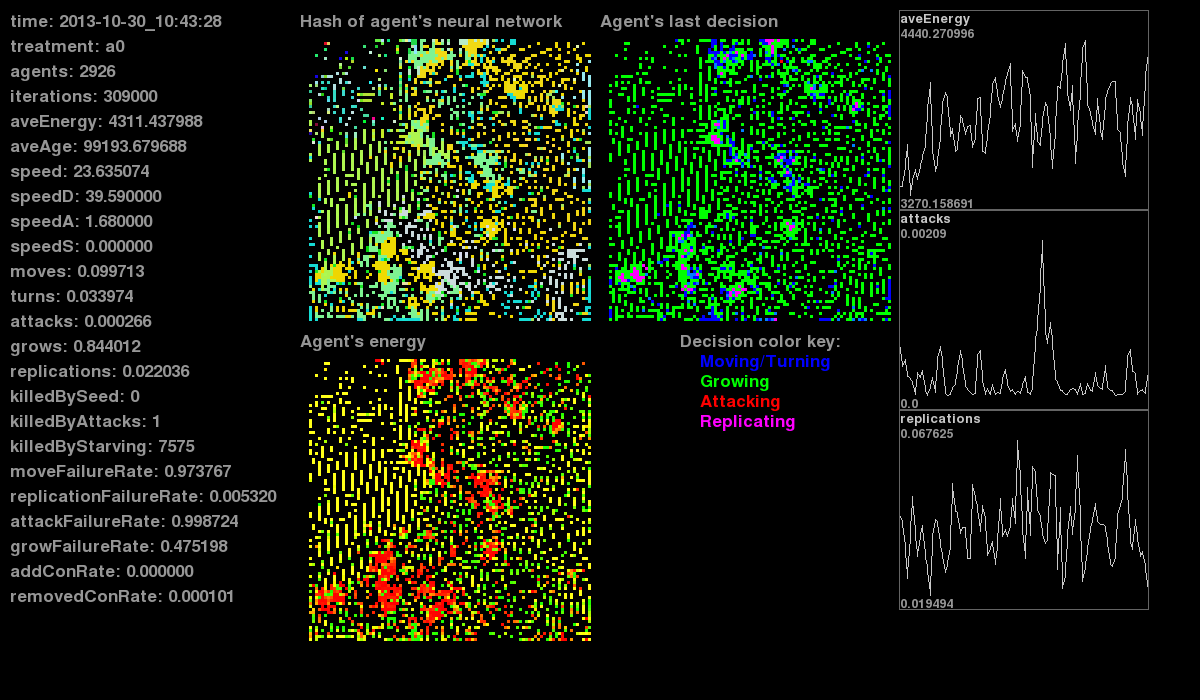 time: 2013-10-30_10:43:28
treatment: a0
agents: 2926
iterations: 309000
aveEnergy: 4311.437988
aveAge: 99193.679688
speed: 23.635074
speedD: 39.590000
speedA: 1.680000
speedS: 0.000000
moves: 0.099713
turns: 0.033974
attacks: 0.000266
grows: 0.844012
replications: 0.022036
killedBySeed: 0
killedByAttacks: 1
killedByStarving: 7575
moveFailureRate: 0.973767
replicationFailureRate: 0.005320
attackFailureRate: 0.998724
growFailureRate: 0.475198
addConRate: 0.000000
removedConRate: 0.000101
Hash of agent's neural network
Agent's last decision
Agent's energy
Decision color key:
Moving/Turning
Growing
Attacking
Replicating
aveEnergy
4440.270996
3270.158691
attacks
0.00209
0.0
replications
0.067625
0.019494